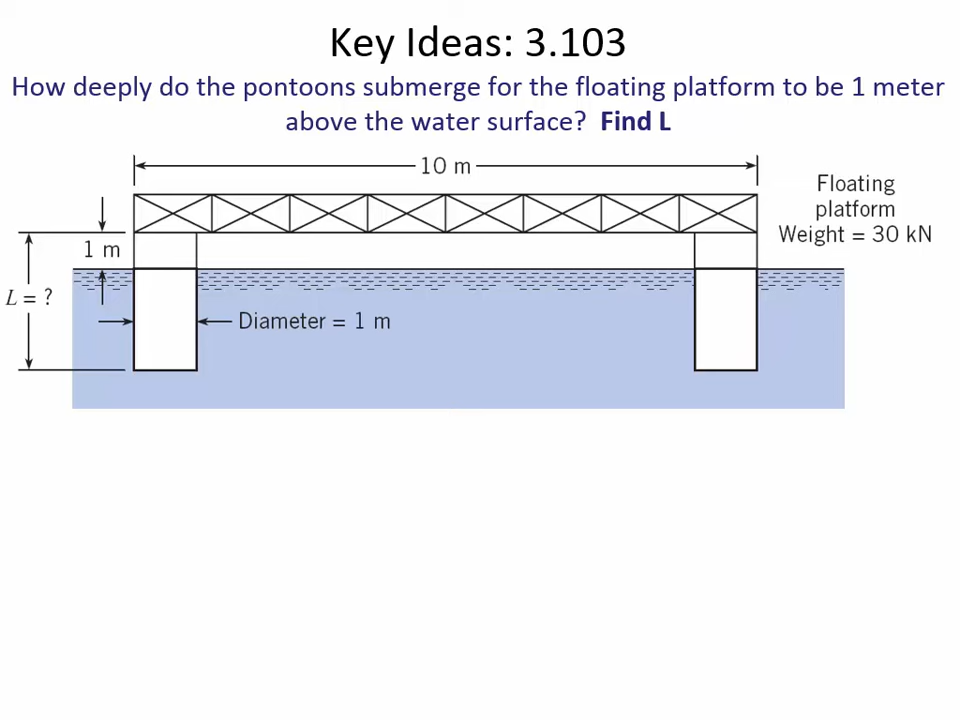 Key Ideas: 3.103
How deeply do the pontoons submerge for the floating platform to be 1 meter
above the water surface? Find L
10 m
Floating
platform
Weight = 30 kN
1 m
L = ?
Diameter = 1 m